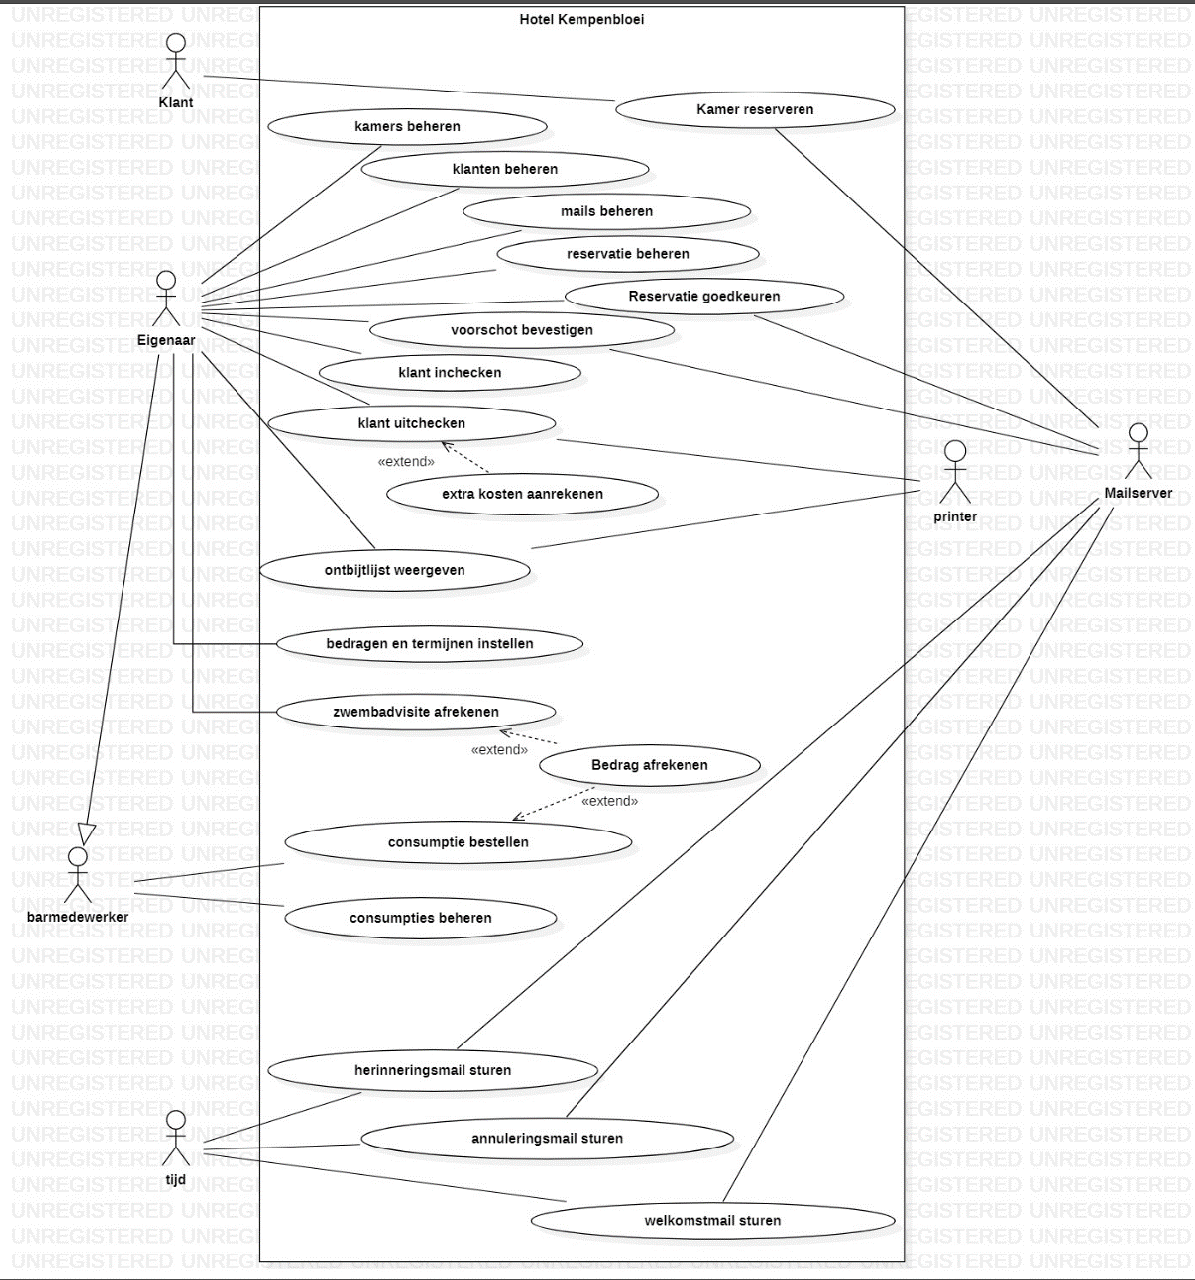 Hotel Kempenbloei
Klant
Kamer reserveren
kamers beheren
klanten beheren
mails beheren
reservatie beheren
Reservatie goedkeuren
voorschot bevestigen
Eigenaar
klant inchecken
klant uitchecken
«extend»
extra kosten aanrekenen
Mailserver
printer
ontbijtlijst weergeven
bedragen en termijnen instellen
zwembadvisite afrekenen
«extend»
Bedrag afrekenen
«extend»
consumptie bestellen
barmedewerker
consumpties beheren
herinneringsmail sturen
annuleringsmail sturen
tijd
welkomstmail sturen
UNREGISTERED